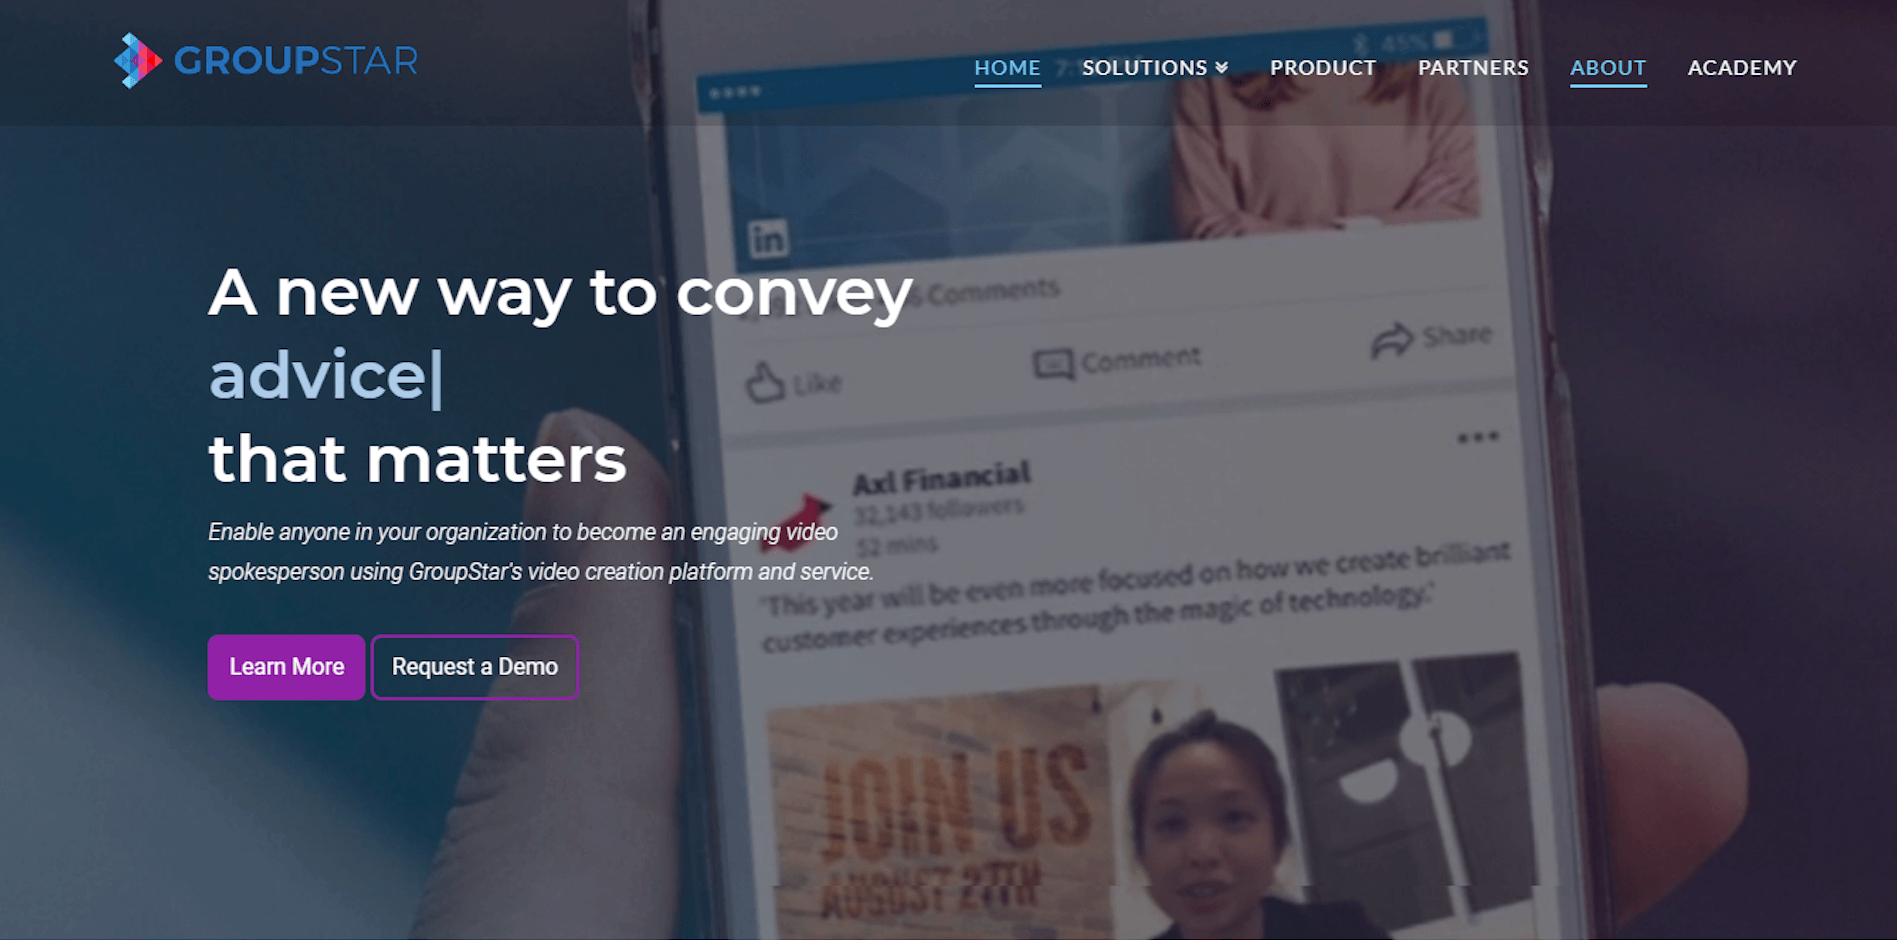 GROUPSTAR
HOME
SOLUTIONS
PRODUCT
PARTNERS
ABOUT
ACADEMY
45%
in
A new way to convey
advice|
that matters
Comments
Like
Comment
Share
Axl Financial
32,143 followers
52 mins
Enable anyone in your organization to become an engaging video
spokesperson using GroupStar's video creation platform and service.
"This year will be even more focused on how we create brilliant
customer experiences through the magic of technology."
Learn More
Request a Demo
JOIN US
AUGUST 27TH